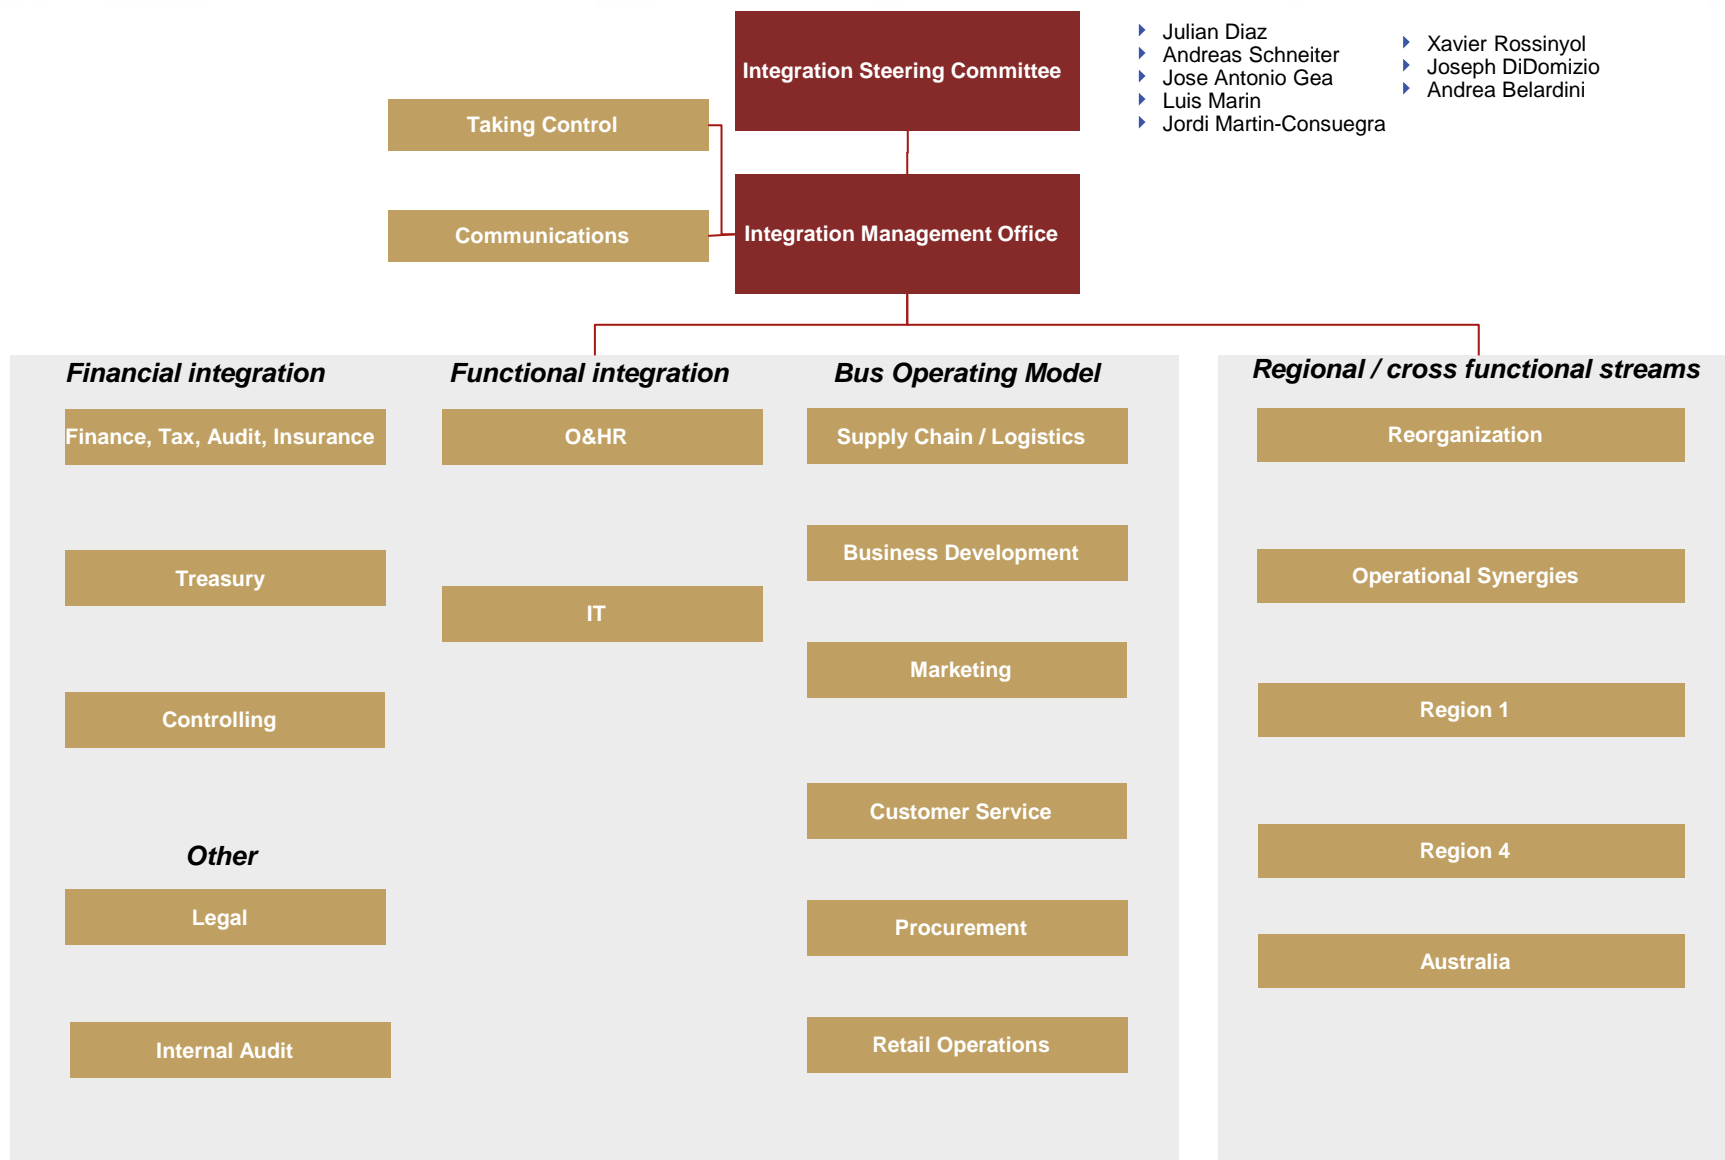 Integration Steering Committee
Julian Diaz
Andreas Schneiter
Jose Antonio Gea
Luis Marin
Jordi Martin-Consuegra
Xavier Rossinyol
Joseph DiDomizio
Andrea Belardini
Taking Control
Communications
Integration Management Office
Financial integration
Finance, Tax, Audit, Insurance
Treasury
Controlling
Other
Legal
Internal Audit
Functional integration
O&HR
IT
Bus Operating Model
Supply Chain / Logistics
Business Development
Marketing
Customer Service
Procurement
Retail Operations
Regional / cross functional streams
Reorganization
Operational Synergies
Region 1
Region 4
Australia